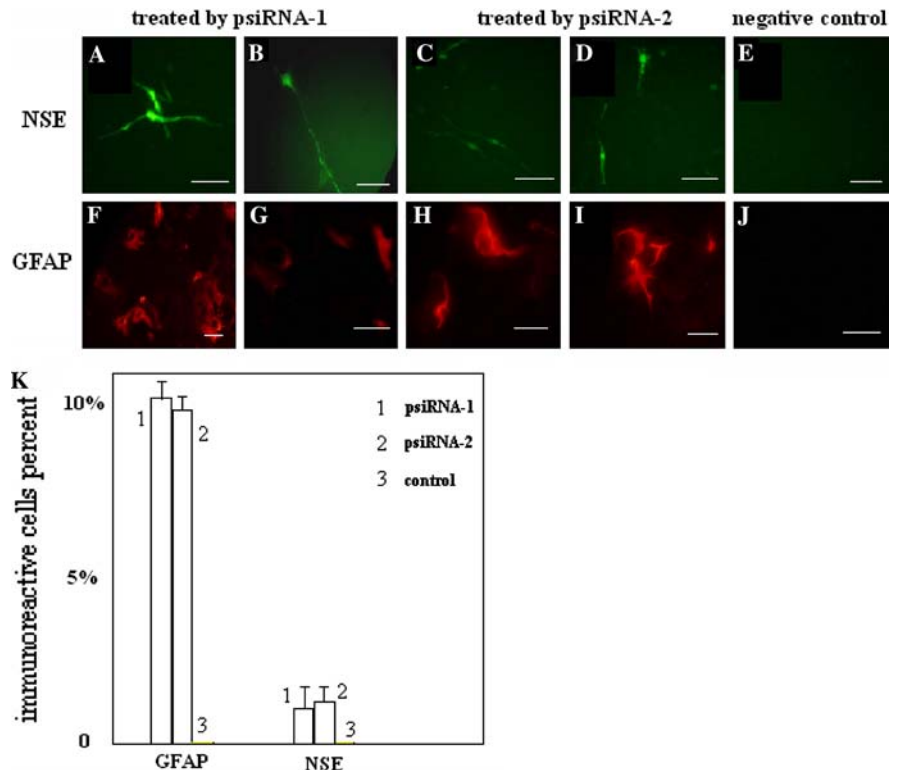 treated by psiRNA-1 treated by psiRNA-2 negative control
A B C D E
NSE
F G H I J
GFAP
K
immunoreactive cells percent
10%
5%
0
1 2 3
1 2 3
GFAP NSE
1 psiRNA-1
2 psiRNA-2
3 control